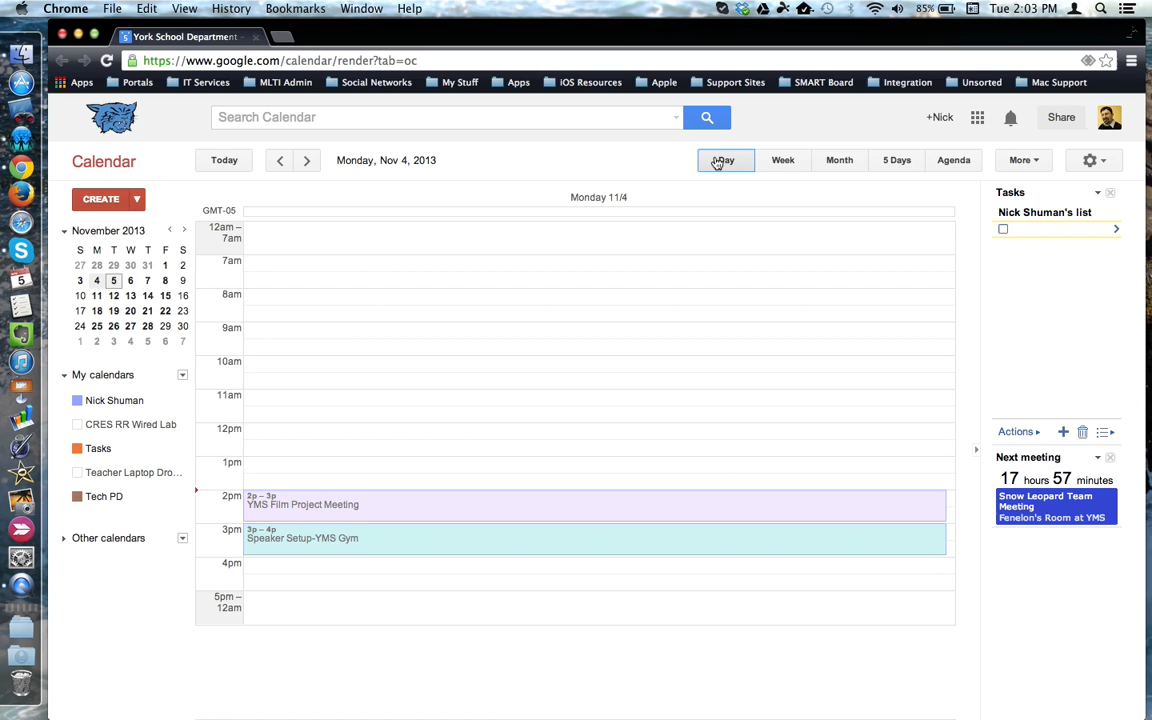 Chrome File Edit View History Bookmarks Window Help 85% Tue 2:03 PM
York School Department -
https://www.google.com/calendar/render?tab=oc
Apps Portals IT Services MLTI Admin Social Networks My Stuff Apps iOS Resources Apple Support Sites SMART Board Integration Unsorted Mac Support
Search Calendar +Nick Share
Calendar Today Monday, Nov 4, 2013 Day Week Month 5 Days Agenda More
CREATE
Monday 11/4
GMT-05
November 2013
S M T W T F S
27 28 29 30 31 1 2
3 4 5 6 7 8 9
10 11 12 13 14 15 16
17 18 19 20 21 22 23
24 25 26 27 28 29 30
1 2 3 4 5 6 7
My calendars
Nick Shuman
CRES RR Wired Lab
Tasks
Teacher Laptop Dro...
Tech PD
Other calendars
12am –
7am
7am
8am
9am
10am
11am
12pm
1pm
2pm
2p – 3p
YMS Film Project Meeting
3pm
3p – 4p
Speaker Setup-YMS Gym
4pm
5pm –
12am
Tasks
Nick Shuman's list
Actions
Next meeting
17 hours 57 minutes
Snow Leopard Team
Meeting
Fenelon's Room at YMS
5